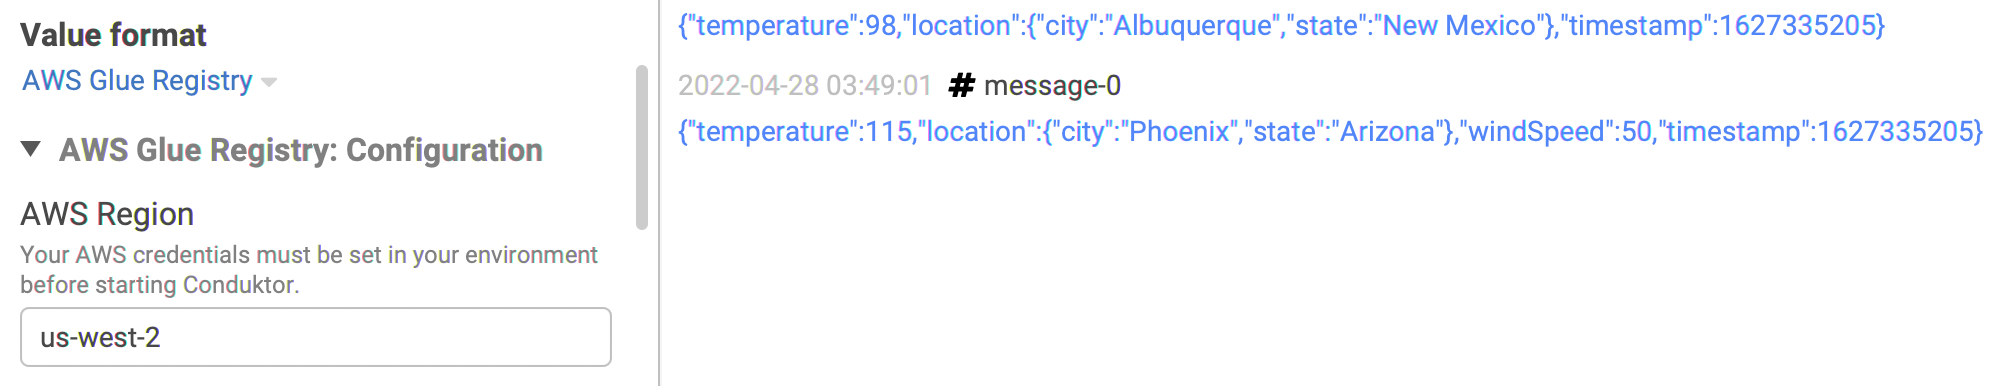 Value format
AWS Glue Registry
AWS Glue Registry: Configuration
AWS Region
Your AWS credentials must be set in your environment
before starting Conduktor.
us-west-2
{"temperature":98,"location":{"city":"Albuquerque","state":"New Mexico"},"timestamp":1627335205}
2022-04-28 03:49:01 # message-0
{"temperature":115,"location":{"city":"Phoenix","state":"Arizona"},"windSpeed":50,"timestamp":1627335205}